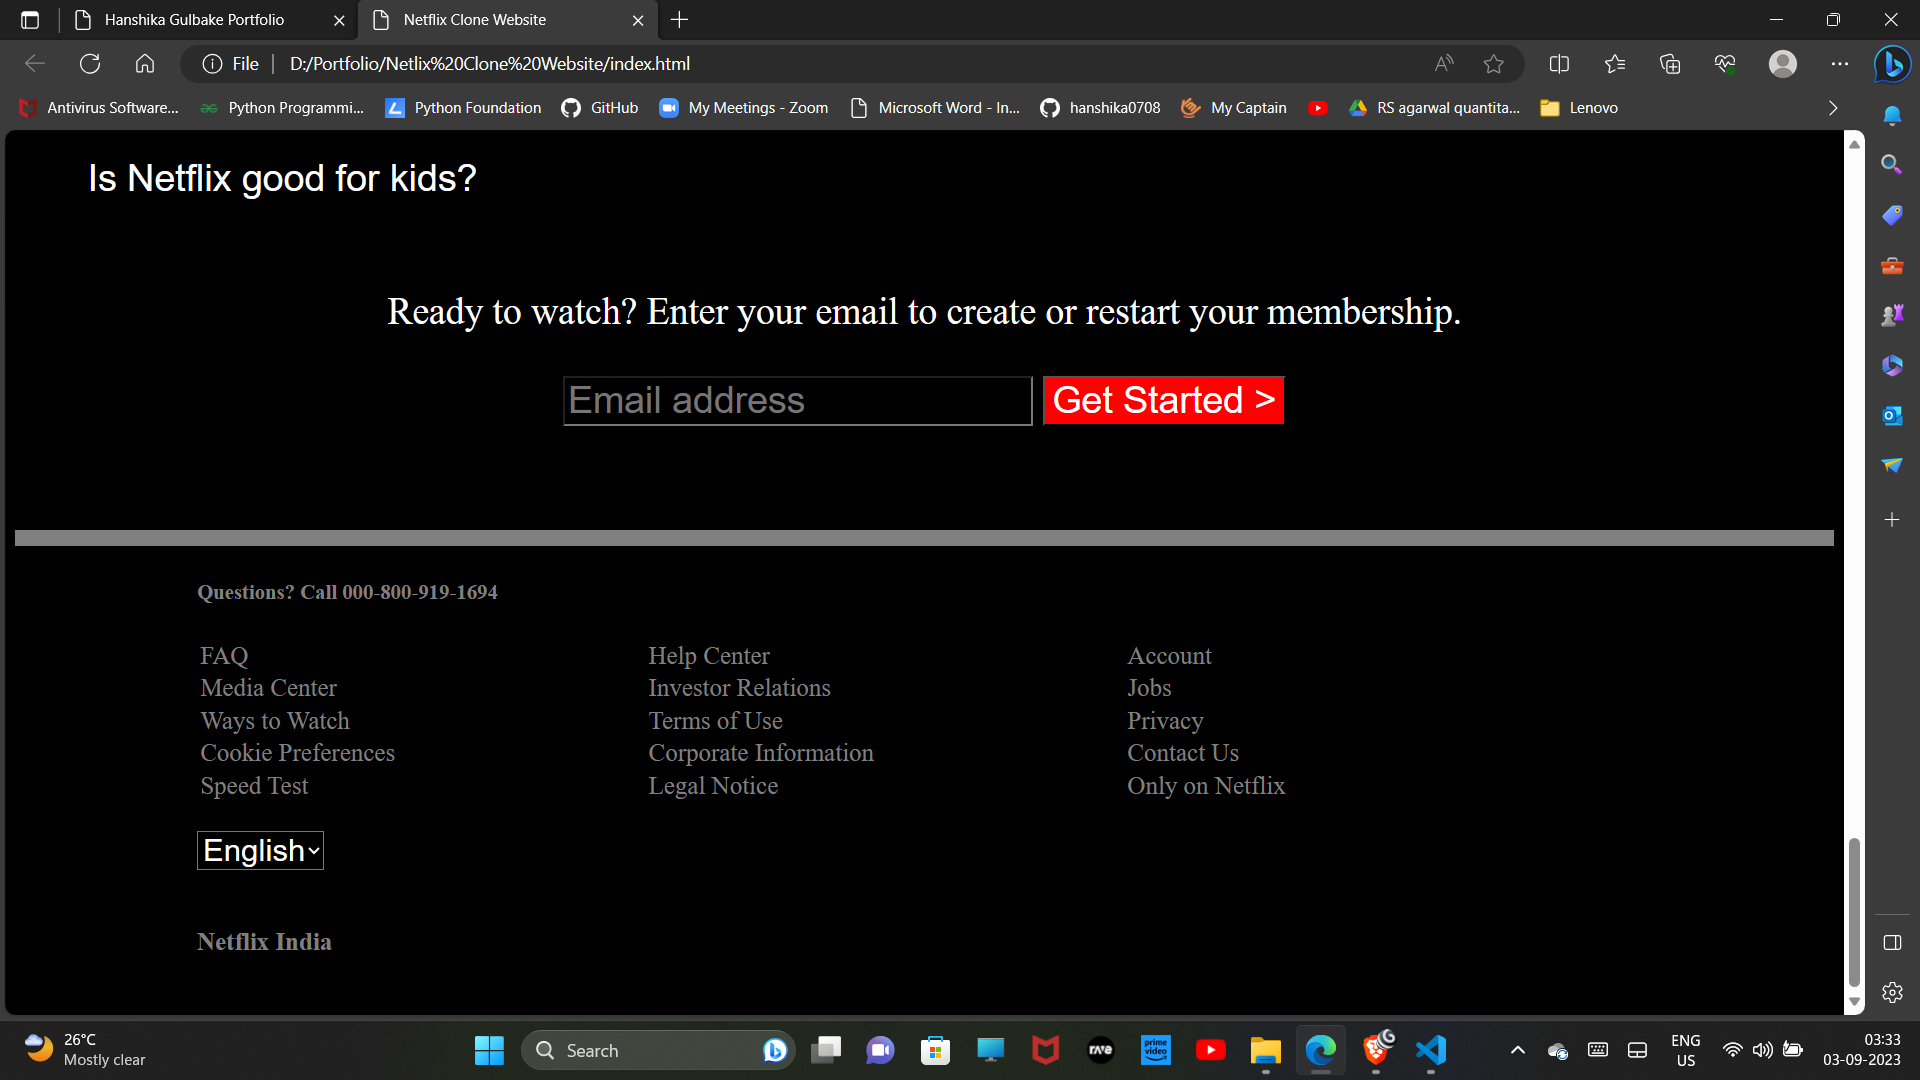 Hanshika Gulbake Portfolio
Netflix Clone Website
File
D:/Portfolio/Netlix%20Clone%20Website/index.html
Antivirus Software...
Python Programmi...
Python Foundation
GitHub
My Meetings - Zoom
Microsoft Word - In...
hanshika0708
My Captain
RS agarwal quantita...
Lenovo
Is Netflix good for kids?
Ready to watch? Enter your email to create or restart your membership.
Email address
Get Started >
Questions? Call 000-800-919-1694
FAQ Help Center Account
Media Center Investor Relations Jobs
Ways to Watch Terms of Use Privacy
Cookie Preferences Corporate Information Contact Us
Speed Test Legal Notice Only on Netflix
English
Netflix India
26°C
Mostly clear
Search
rave
prime video
ENG
US
03:33
03-09-2023